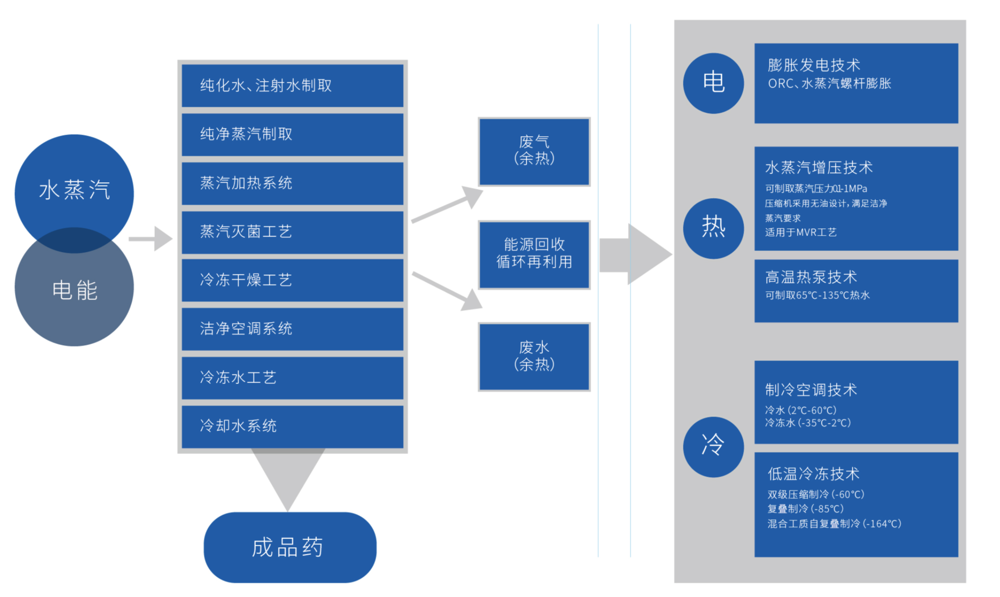 水蒸汽
电能
纯化水、注射水制取
纯净蒸汽制取
蒸汽加热系统
蒸汽灭菌工艺
冷冻干燥工艺
洁净空调系统
冷冻水工艺
冷却水系统
成品药
废气
(余热)
能源回收
循环再利用
废水
(余热)
电
膨胀发电技术
ORC、水蒸汽螺杆膨胀
热
水蒸汽增压技术
可制取蒸汽压力0.1-1MPa
压缩机采用无油设计,满足洁净
蒸汽要求
适用于MVR工艺
高温热泵技术
可制取65℃-135℃热水
冷
制冷空调技术
冷水(2℃-60℃)
冷冻水(-35℃-2℃)
低温冷冻技术
双级压缩制冷(-60℃)
复叠制冷(-85℃)
混合工质自复叠制冷(-164℃)